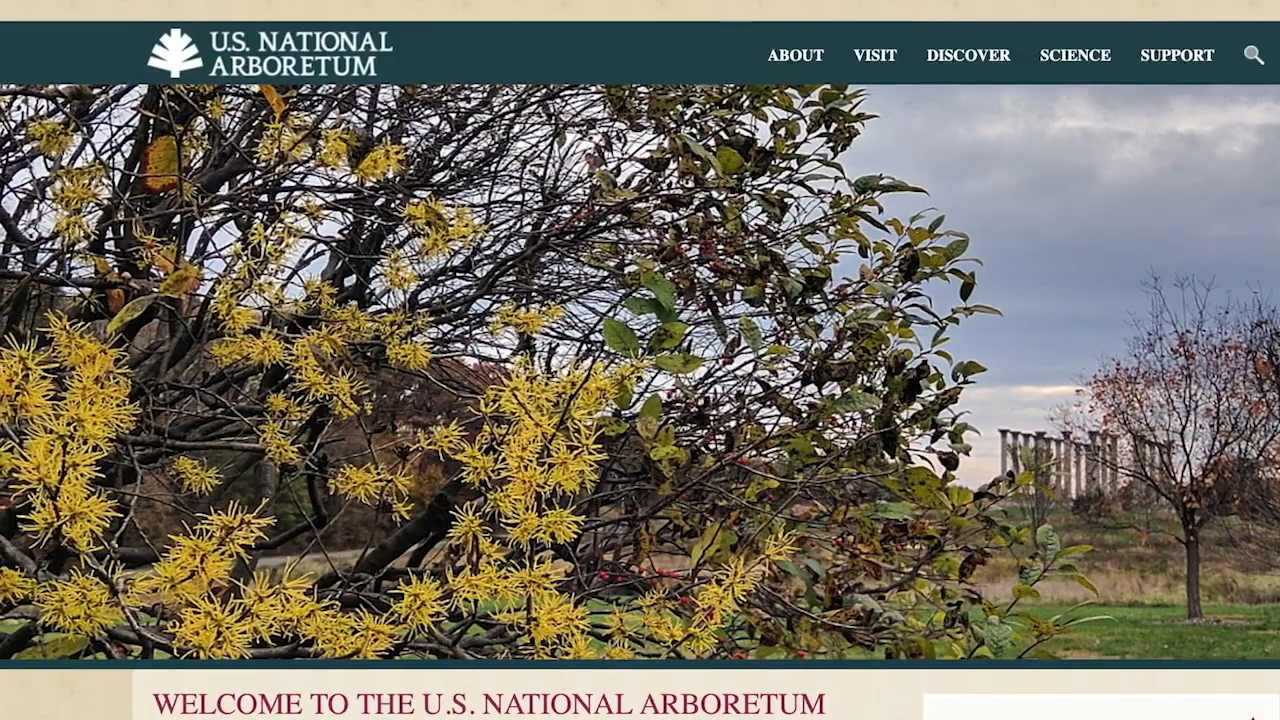 U.S. NATIONAL
ARBORETUM
ABOUT VISIT DISCOVER SCIENCE SUPPORT
WELCOME TO THE U.S. NATIONAL ARBORETUM